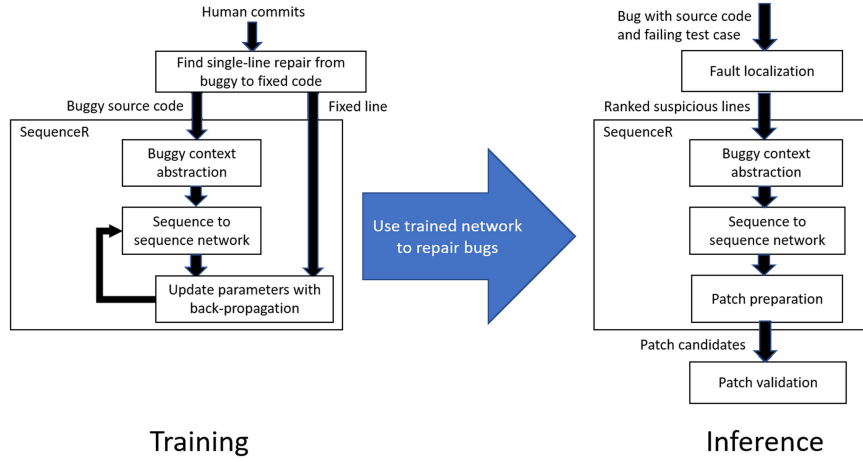 Human commits
Find single-line repair from
buggy to fixed code
Buggy source code
Fixed line
SequenceR
Buggy context
abstraction
Sequence to
sequence network
Update parameters with
back-propagation
Training
Use trained network
to repair bugs
Bug with source code
and failing test case
Fault localization
Ranked suspicious lines
SequenceR
Buggy context
abstraction
Sequence to
sequence network
Patch preparation
Patch candidates
Patch validation
Inference